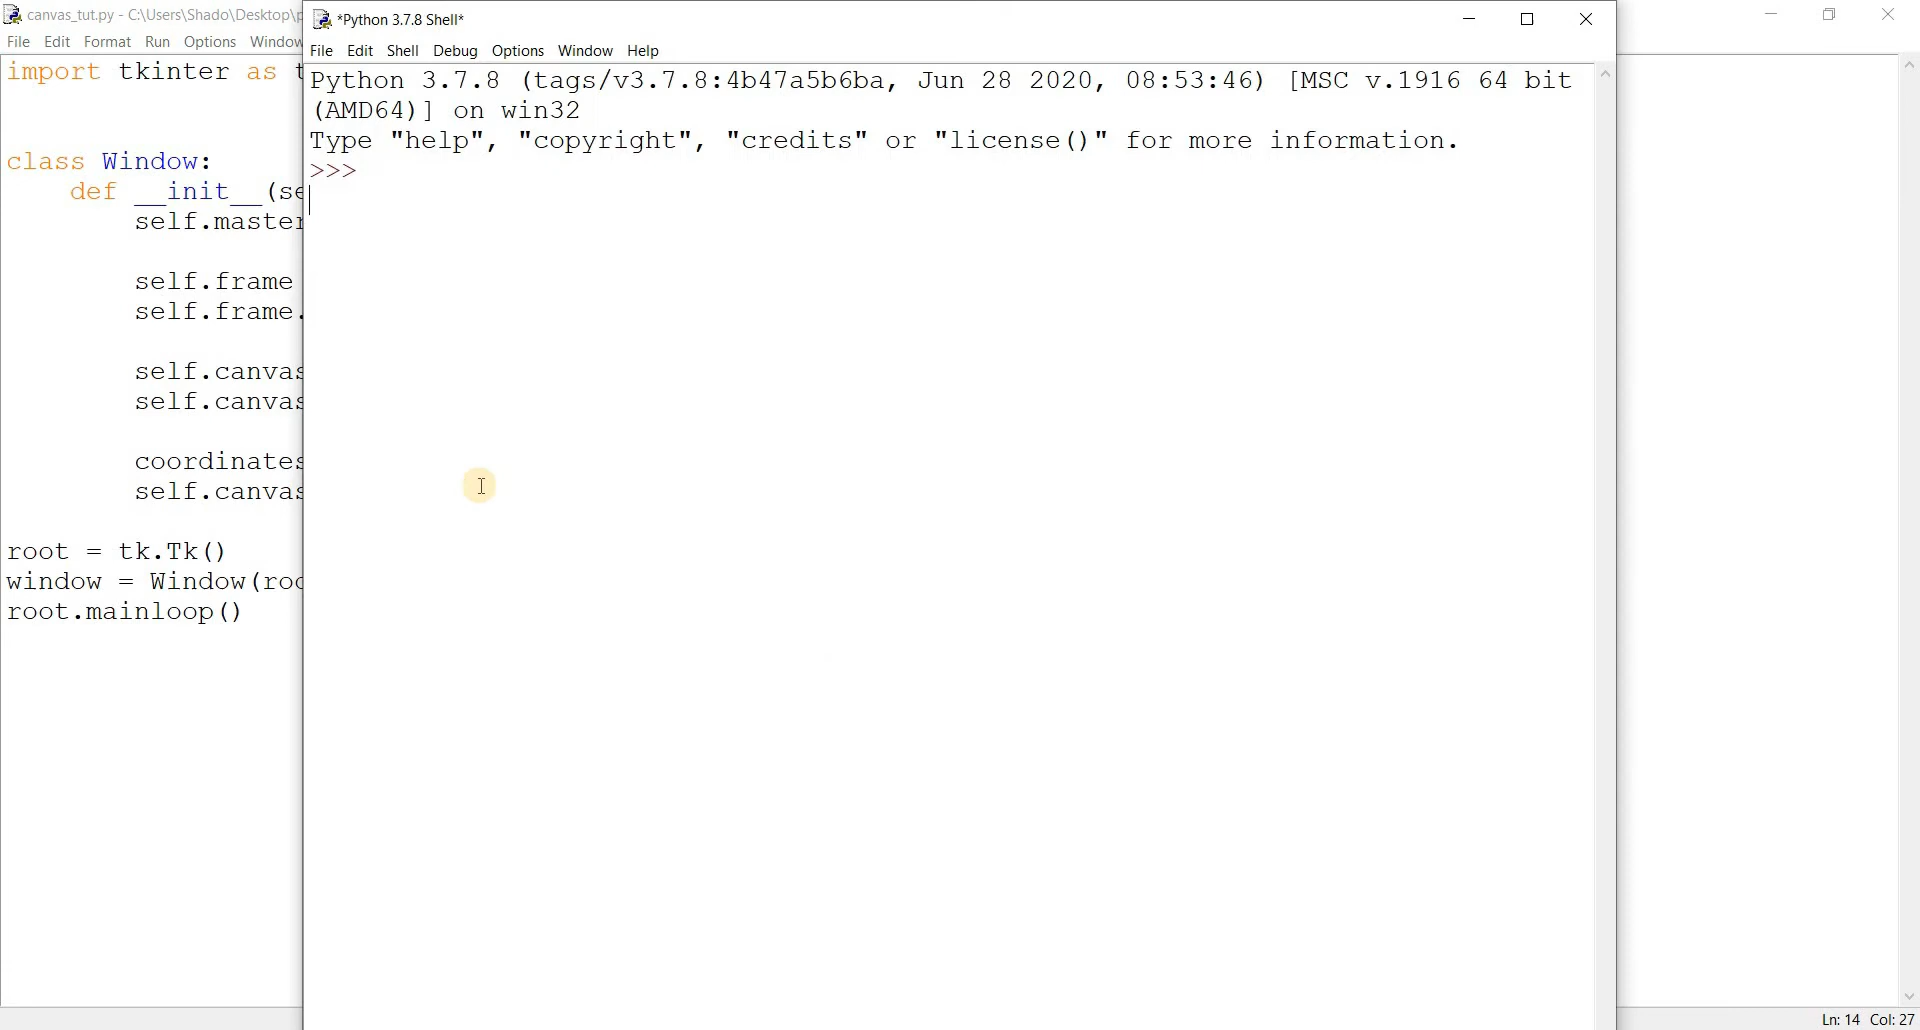 canvas_tut.py - C:\Users\Shado\Desktop\
File Edit Format Run Options Window
import tkinter as
class Window:
def __init__(se
self.master
self.frame
self.frame.
self.canvas
self.canvas
coordinates
self.canvas
root = tk.Tk()
window = Window(roo
root.mainloop()
*Python 3.7.8 Shell*
File Edit Shell Debug Options Window Help
Python 3.7.8 (tags/v3.7.8:4b47a5b6ba, Jun 28 2020, 08:53:46) [MSC v.1916 64 bit
(AMD64)] on win32
Type "help", "copyright", "credits" or "license()" for more information.
>>>
Ln: 14 Col: 27